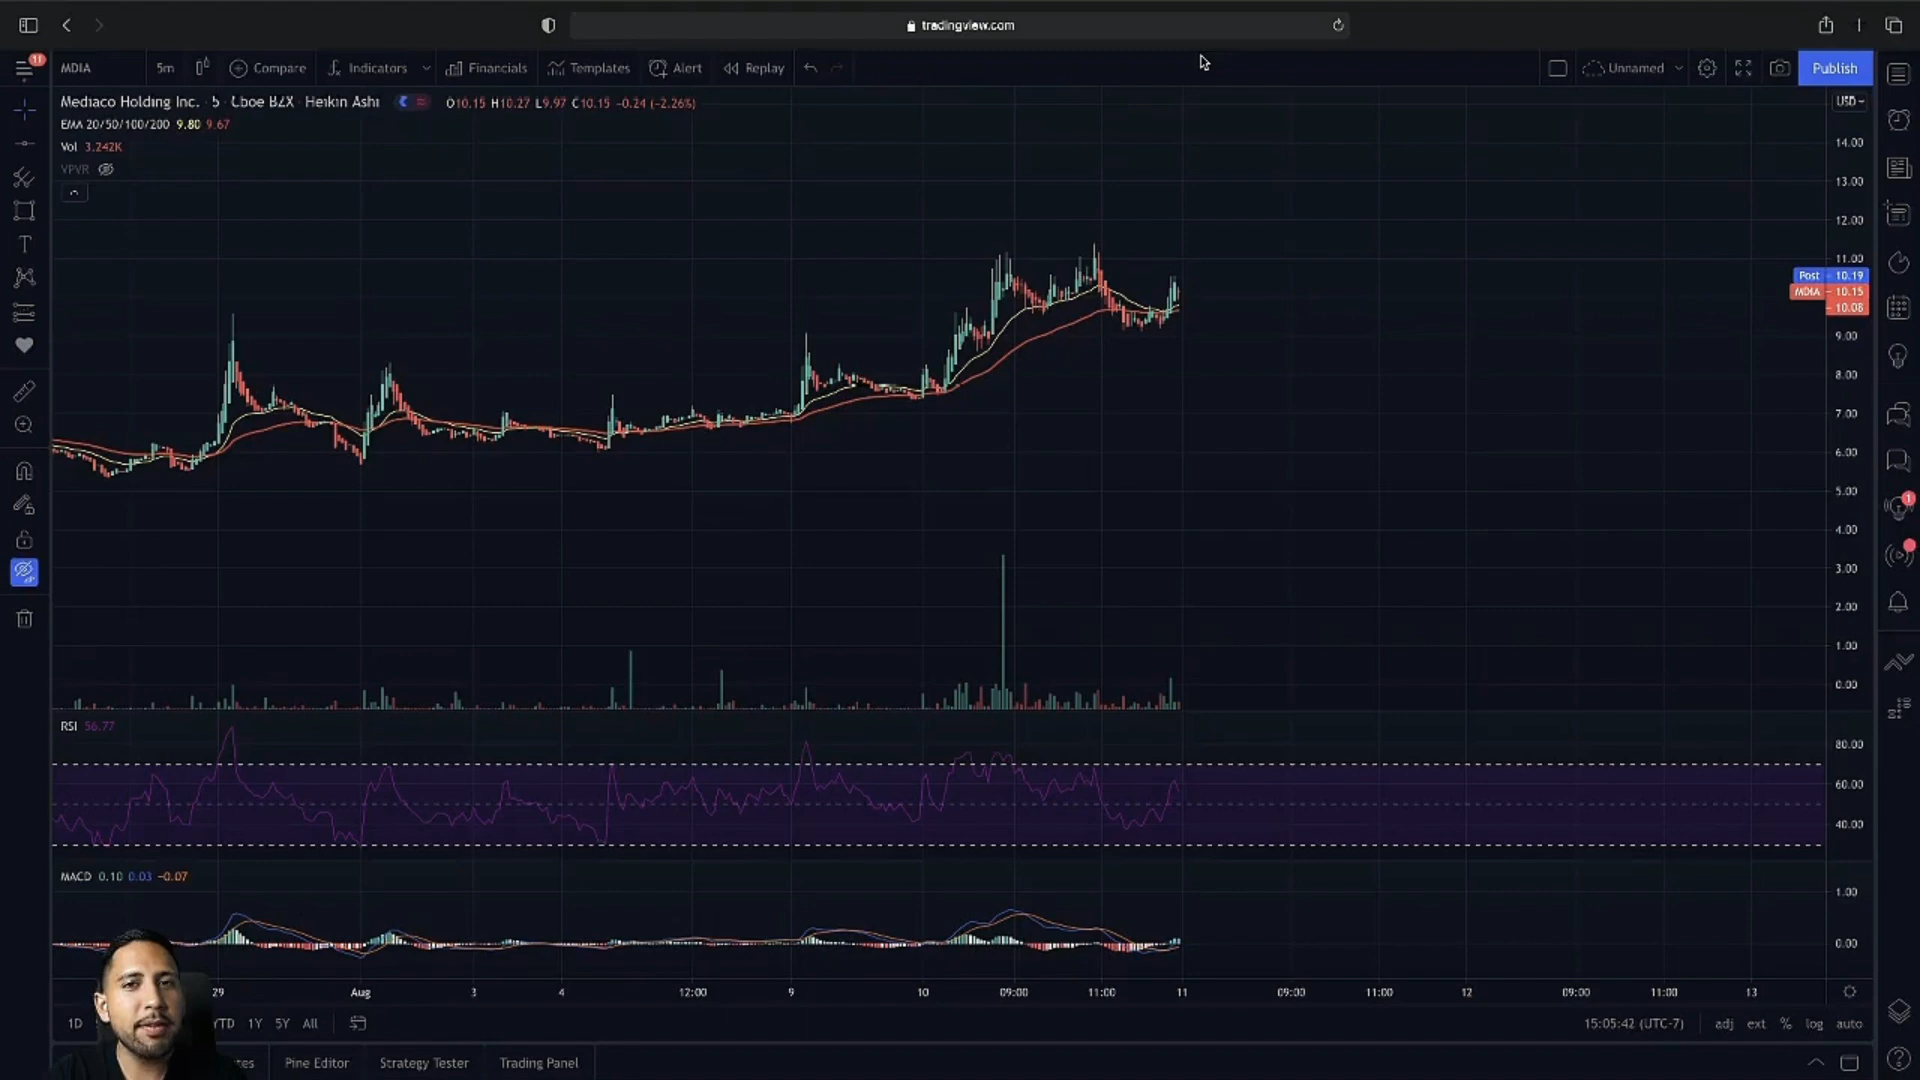 tradingview.com
11
MDIA 5m Compare Indicators Financials Templates Alert Replay Unnamed Publish
Mediaco Holding Inc. · 5 · Cboe BZX · Heikin Ashi O10.15 H10.27 L9.97 C10.15 -0.24 (-2.26%)
USD
EMA 20/50/100/200 9.80 9.67
Vol 3.242K
VPVR
14.00
13.00
12.00
11.00
Post 10.19
MDIA 10.15
10.08
9.00
8.00
7.00
6.00
5.00
4.00
3.00
2.00
1.00
0.00
1
RSI 56.77
80.00
60.00
40.00
MACD 0.10 0.03 -0.07
1.00
0.00
29 Aug 3 4 12:00 9 10 09:00 11:00 11 09:00 11:00 12 09:00 11:00 13
1D YTD 1Y 5Y All 15:05:42 (UTC-7) adj ext % log auto
Pine Editor Strategy Tester Trading Panel